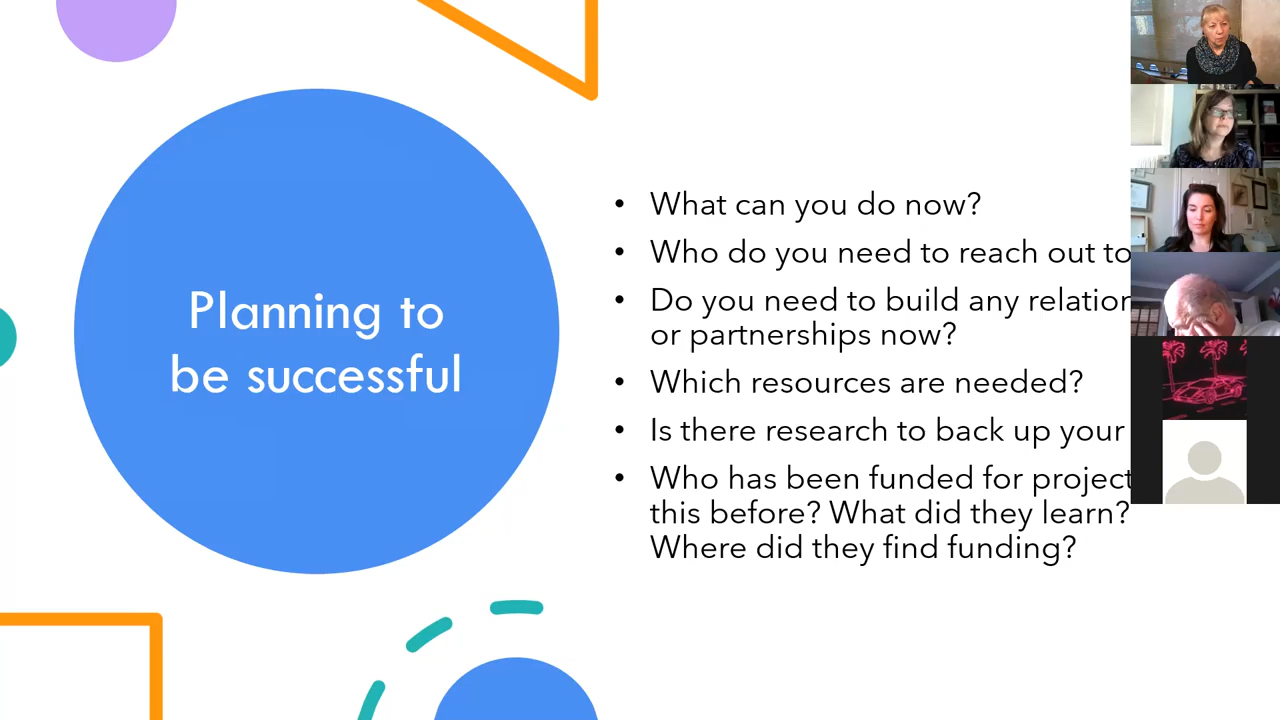 Planning to
be successful
• What can you do now?
• Who do you need to reach out to
• Do you need to build any
or partnerships now?
• Which resources are needed?
• Is there research to back up your
• Who has been funded for
this before? What did they learn?
Where did they find funding?